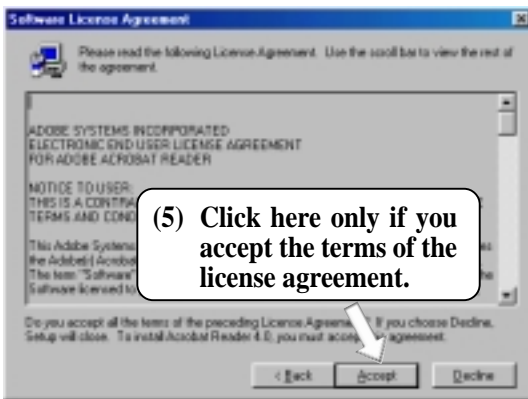 Software License Agreement
Please read the following License Agreement. Use the scroll bar to view the rest of
the agreement.
ADOBE SYSTEMS INCORPORATED
ELECTRONIC END USER LICENSE AGREEMENT
FOR ADOBE ACROBAT READER
NOTICE TO USER:
THIS IS A CONTRA
TERMS AND COND
This Adobe Systems
the Adobe(r) Acrobat
The term "Software" the
Software licensed to
(5) Click here only if you
accept the terms of the
license agreement.
Do you accept all the terms of the preceding License Agreeme ? If you choose Decline,
Setup will close. To install Acrobat Reader 4.0, you must accep agreement.
< Back Accept Decline